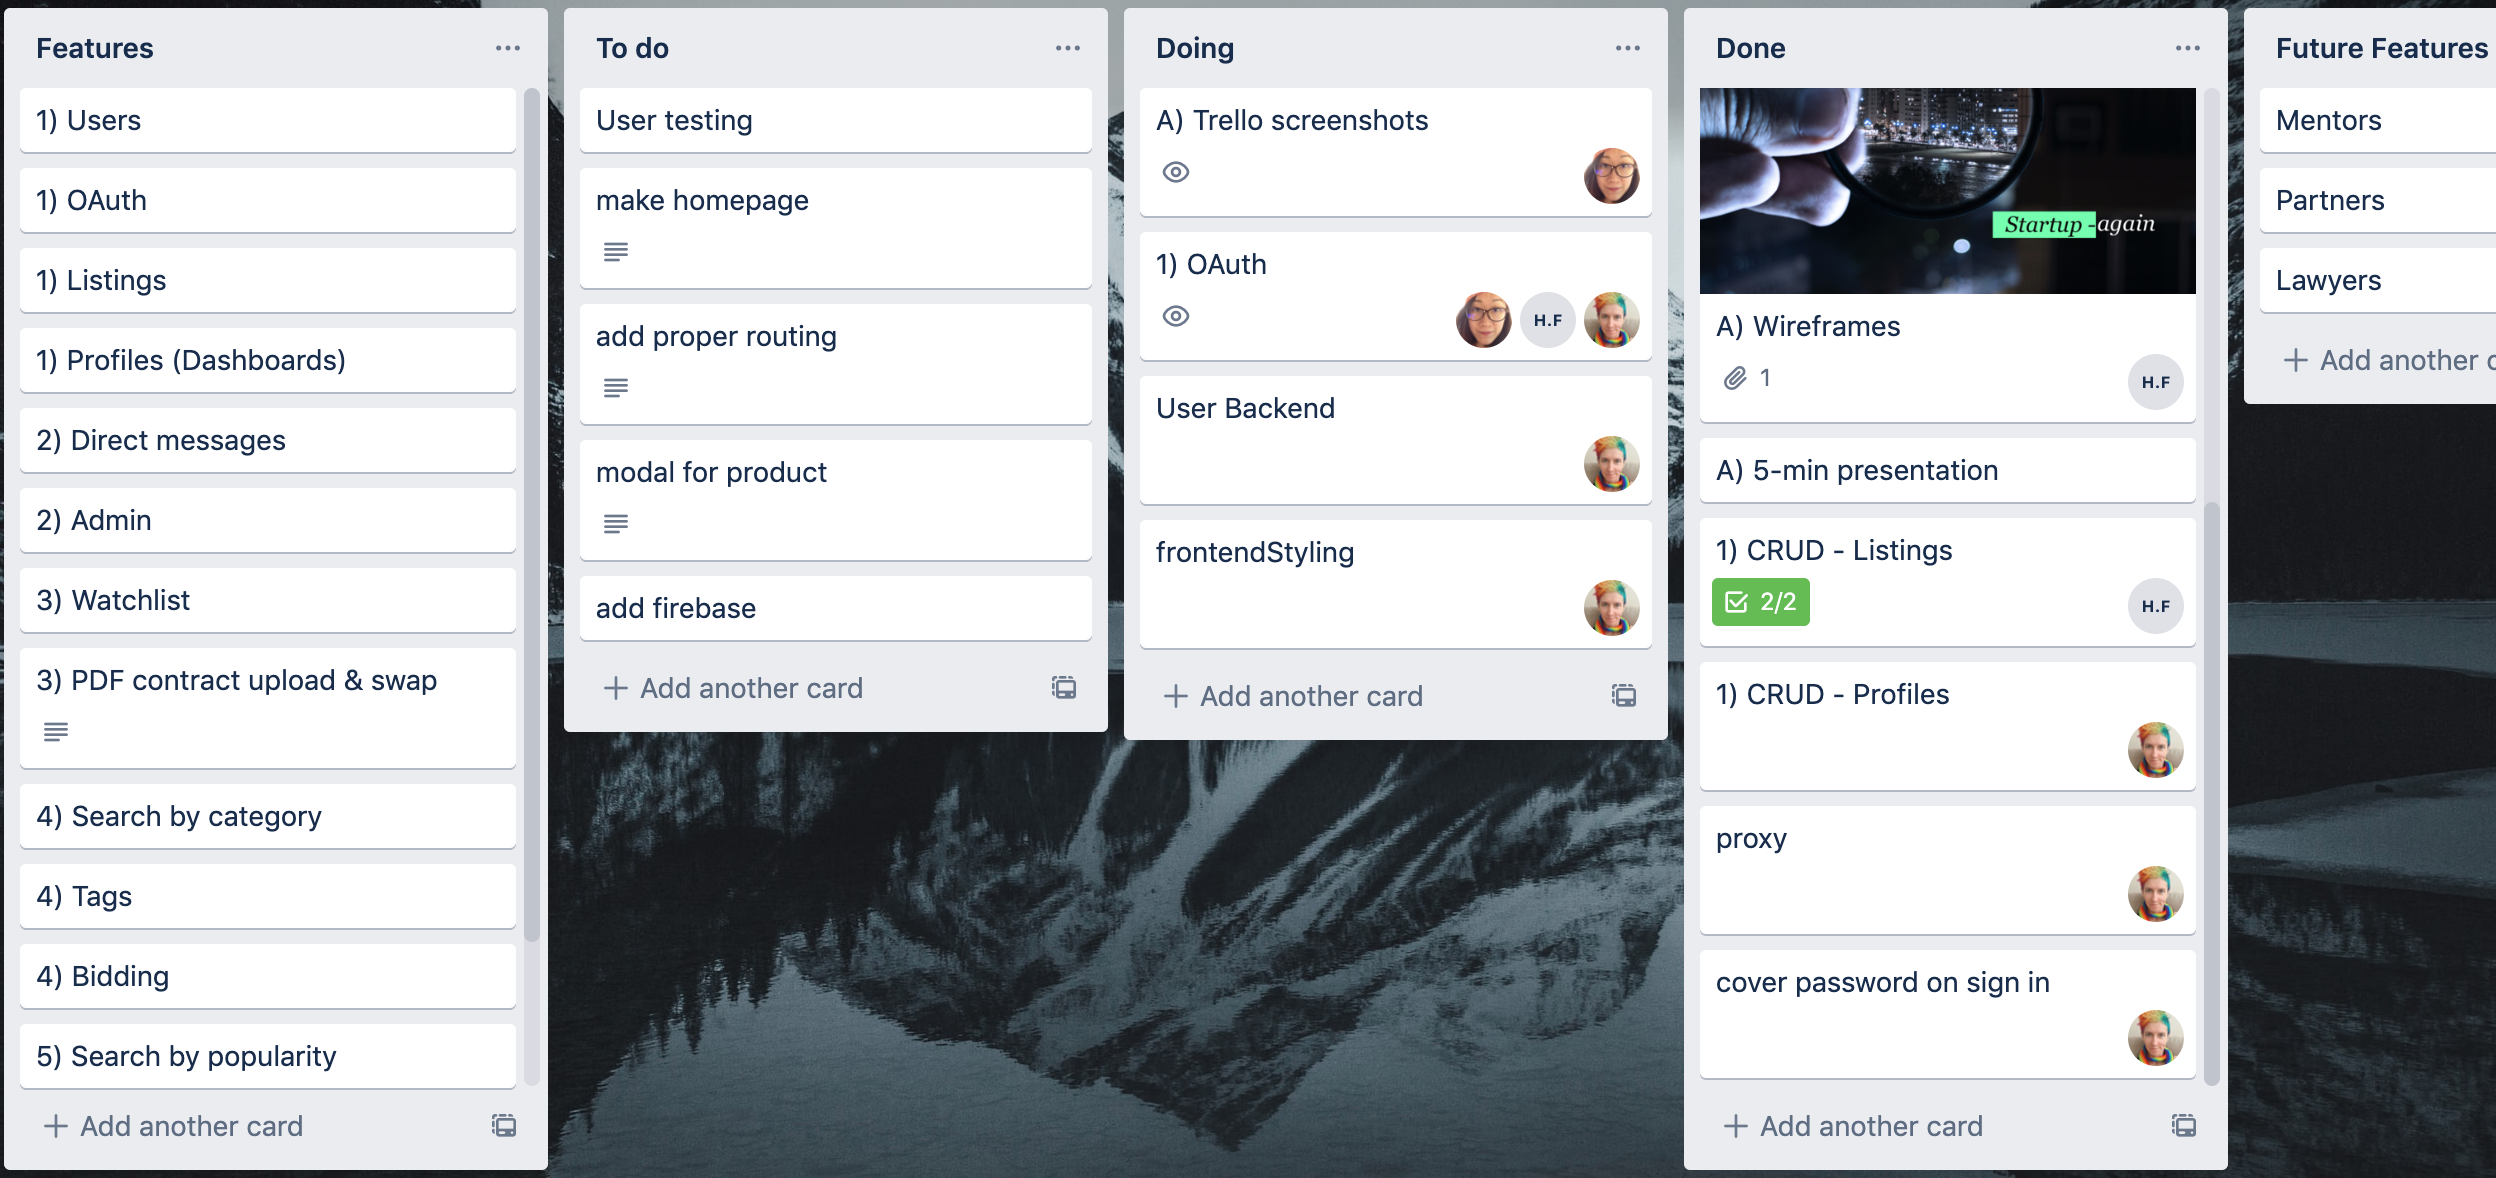 Features
1) Users
1) OAuth
1) Listings
1) Profiles (Dashboards)
2) Direct messages
2) Admin
3) Watchlist
3) PDF contract upload & swap
4) Search by category
4) Tags
4) Bidding
5) Search by popularity
+ Add another card
To do
User testing
make homepage
add proper routing
modal for product
add firebase
+ Add another card
Doing
A) Trello screenshots
1) OAuth
H.F
User Backend
frontendStyling
+ Add another card
Done
Startup -again
A) Wireframes
1
H.F
A) 5-min presentation
1) CRUD - Listings
2/2
H.F
1) CRUD - Profiles
proxy
cover password on sign in
+ Add another card
Future Features
Mentors
Partners
Lawyers
+ Add another c